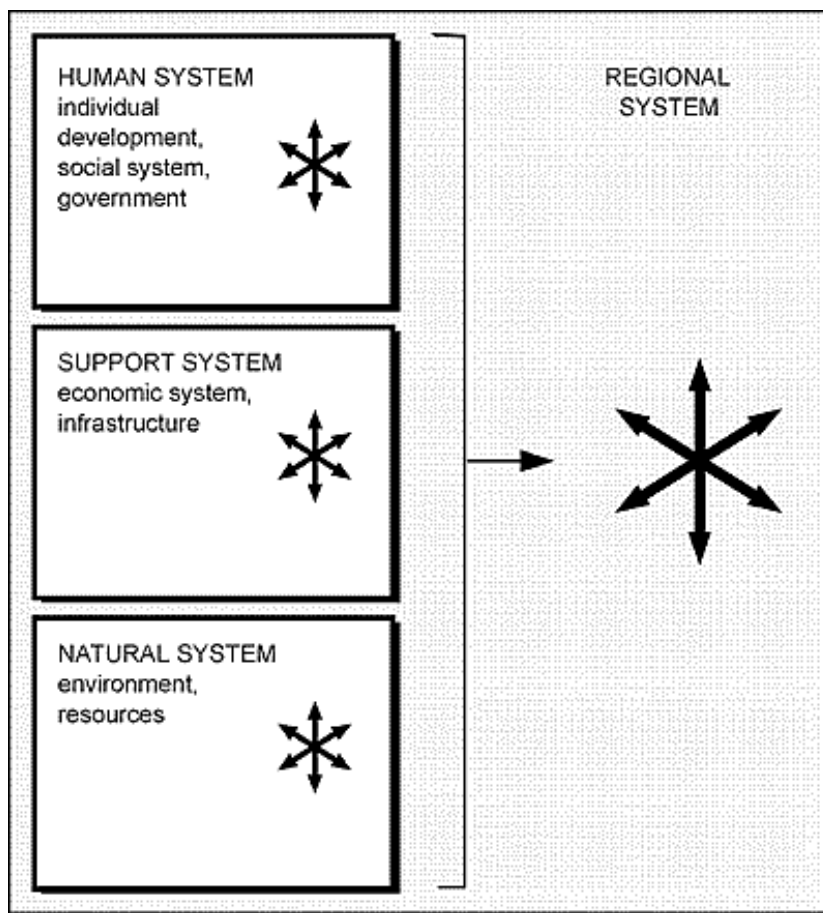 HUMAN SYSTEM
individual
development,
social system,
government
REGIONAL
SYSTEM
SUPPORT SYSTEM
economic system,
infrastructure
NATURAL SYSTEM
environment,
resources